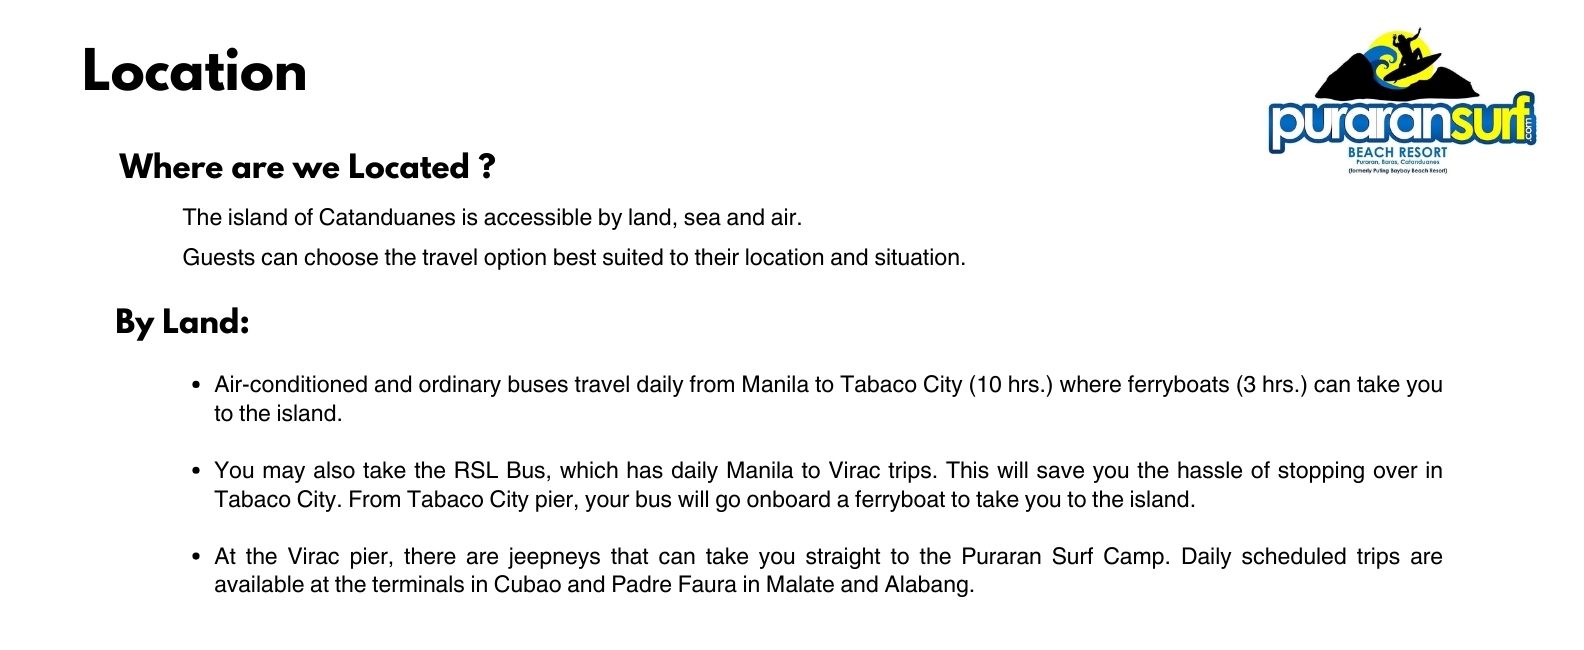 Location
puraransurf.com
BEACH RESORT
Puraran, Baras, Catanduanes
(formerly Puting Baybay Beach Resort)
Where are we Located ?
The island of Catanduanes is accessible by land, sea and air.
Guests can choose the travel option best suited to their location and situation.
By Land:
• Air-conditioned and ordinary buses travel daily from Manila to Tabaco City (10 hrs.) where ferryboats (3 hrs.) can take you
to the island.
• You may also take the RSL Bus, which has daily Manila to Virac trips. This will save you the hassle of stopping over in
Tabaco City. From Tabaco City pier, your bus will go onboard a ferryboat to take you to the island.
• At the Virac pier, there are jeepneys that can take you straight to the Puraran Surf Camp. Daily scheduled trips are
available at the terminals in Cubao and Padre Faura in Malate and Alabang.